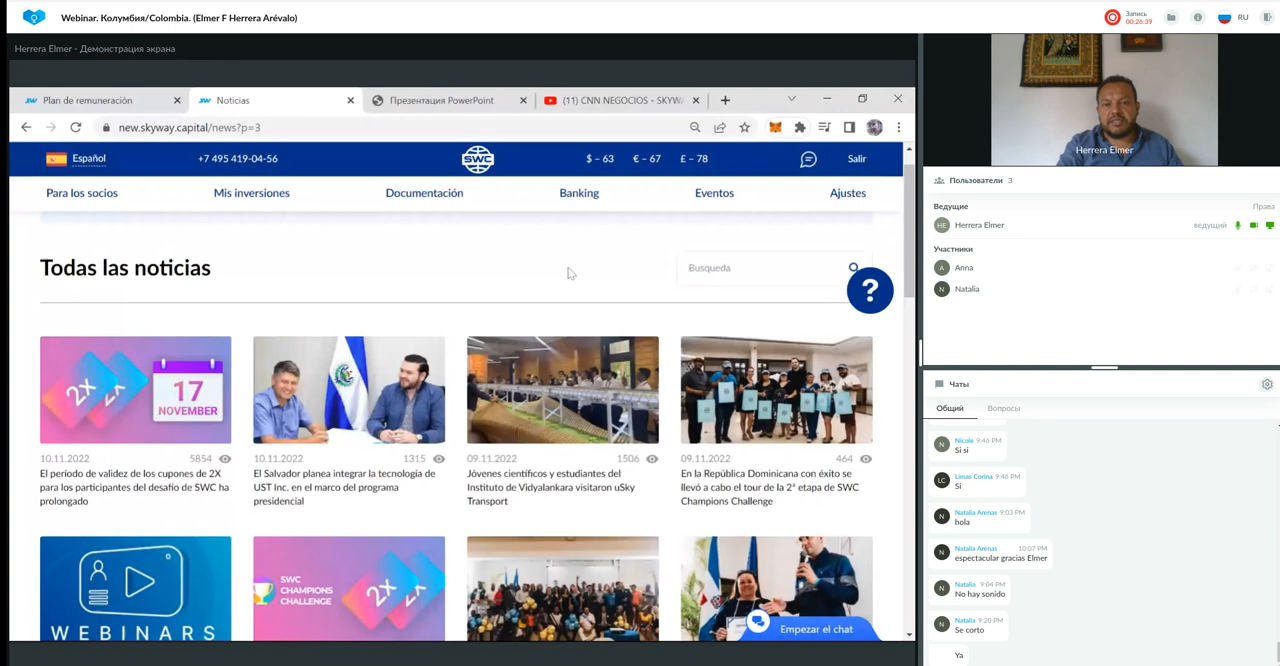 Webinar. Колумбия/Colombia. (Elmer F Herrera Arévalo)
Запись
00:26:39
RU
Herrera Elmer - Демонстрация экрана
Plan de remuneración
Noticias
Презентация PowerPoint
(11) CNN NEGOCIOS - SKYW
new.skyway.capital/news?p=3
Español
+7 495 419-04-56
SWC
$ – 63
€ – 67
£ – 78
Salir
Para los socios
Mis inversiones
Documentación
Banking
Eventos
Ajustes
Todas las noticias
Busqueda
?
2X
2X
17
NOVEMBER
10.11.2022
5854
El período de validez de los cupones de 2X
para los participantes del desafío de SWC ha
prolongado
10.11.2022
1315
El Salvador planea integrar la tecnología de
UST Inc. en el marco del programa
presidencial
09.11.2022
1506
Jóvenes científicos y estudiantes del
Instituto de Vidyalankara visitaron uSky
Transport
09.11.2022
464
En la República Dominicana con éxito se
llevó a cabo el tour de la 2ª etapa de SWC
Champions Challenge
WEBINARS
SWC
CHAMPIONS
CHALLENGE
2X
2X
Empezar el chat
Herrera Elmer
Пользователи 3
Ведущие
Права
HE
Herrera Elmer
ведущий
Участники
A
Anna
N
Natalia
Чаты
Общий
Вопросы
N
Nicole 9:46 PM
Si si
LC
Limas Corina 9:46 PM
Si
N
Natalia Arenas 9:03 PM
hola
N
Natalia Arenas 10:07 PM
espectacular gracias Elmer
N
Natalia 9:04 PM
No hay sonido
N
Natalia 9:20 PM
Se corto
Ya